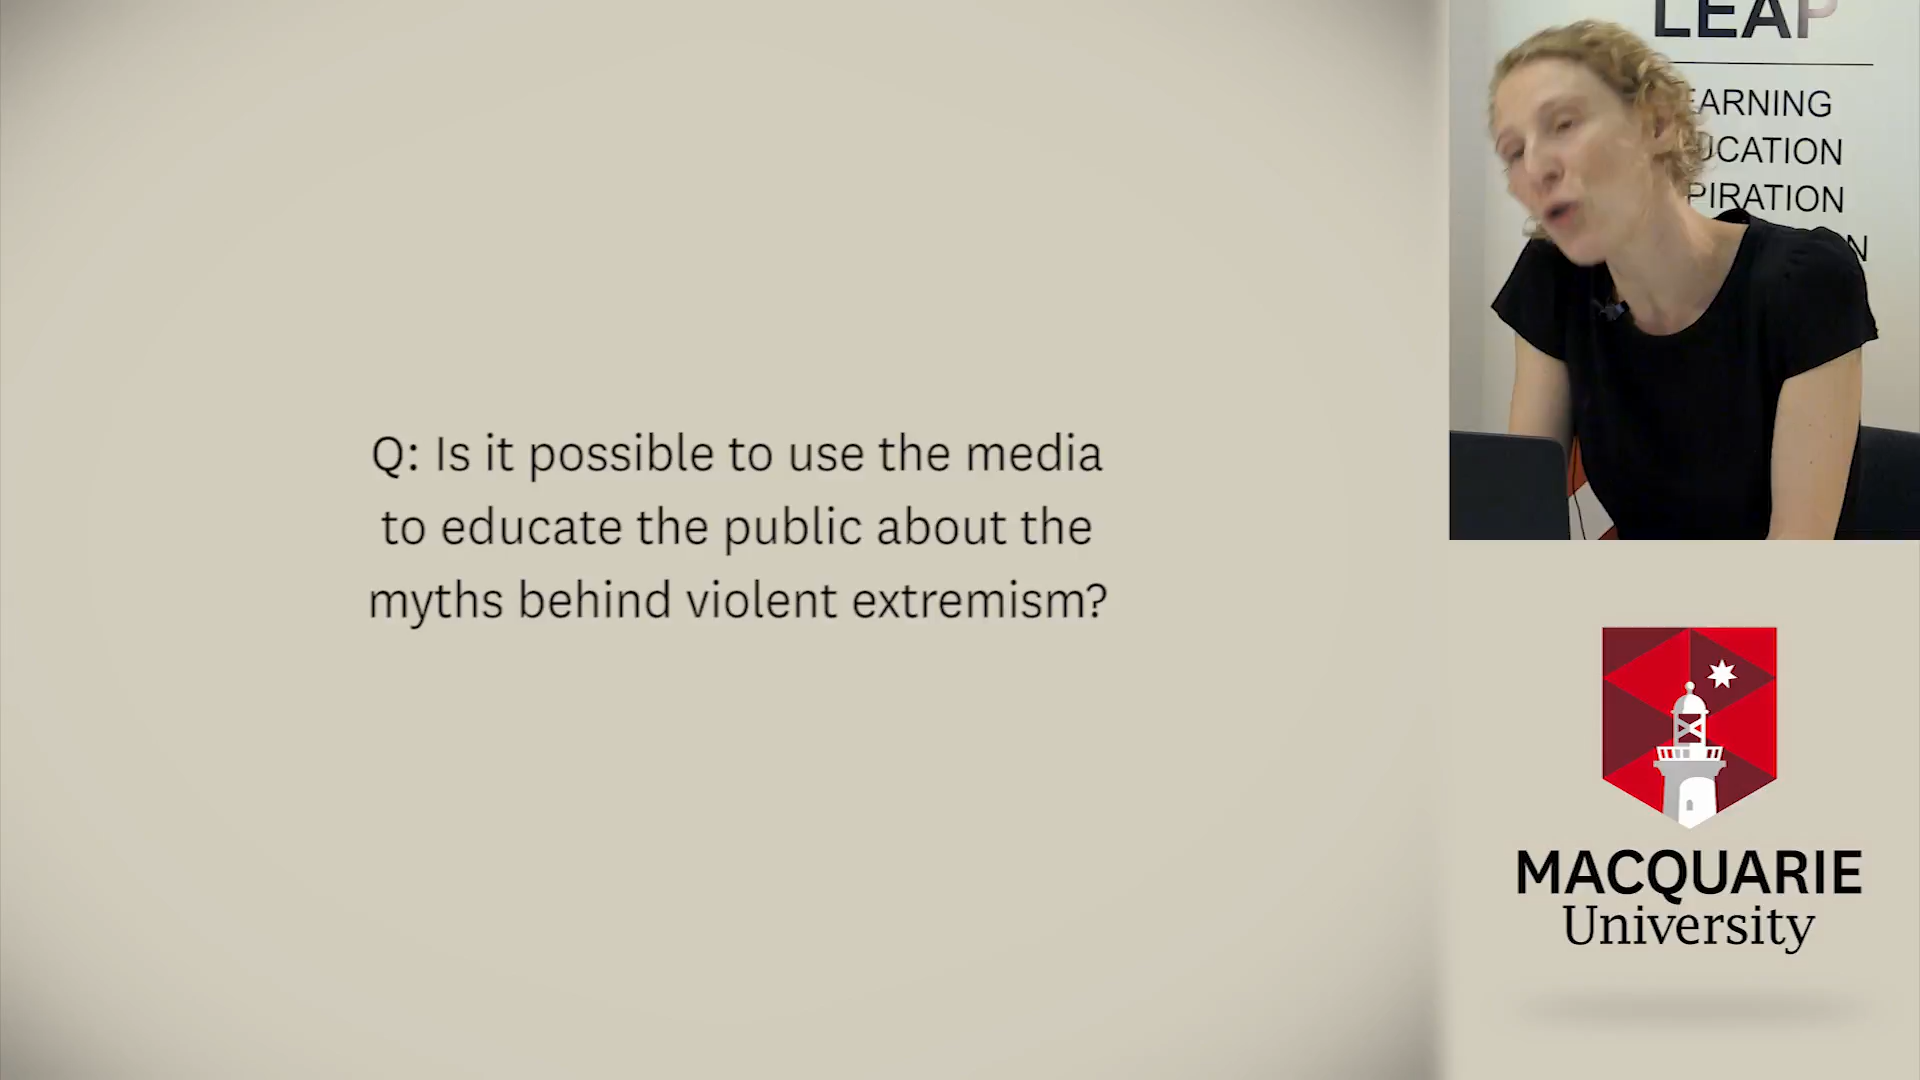 Q: Is it possible to use the media
to educate the public about the
myths behind violent extremism?
LEAP
EARNING
UCATION
PIRATION
N
MACQUARIE
University